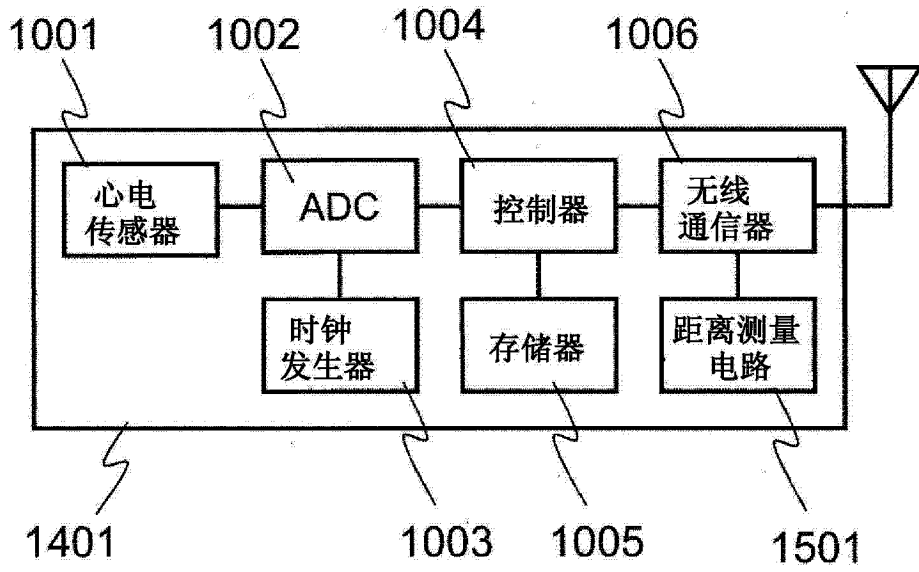 1001
1002
1004
1006
心电
传感器
ADC
控制器
无线
通信器
时钟
发生器
存储器
距离测量
电路
1401
1003
1005
1501